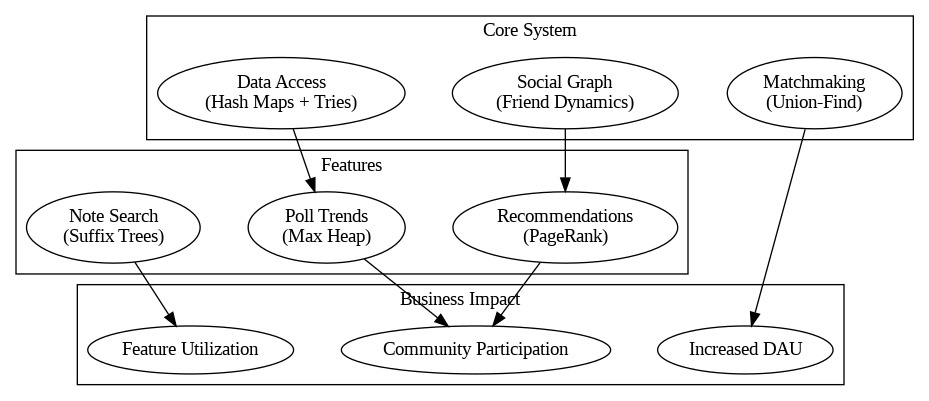 Core System
Data Access
(Hash Maps + Tries)
Social Graph
(Friend Dynamics)
Matchmaking
(Union-Find)
Features
Note Search
(Suffix Trees)
Poll Trends
(Max Heap)
Recommendations
(PageRank)
Business Impact
Feature Utilization
Community Participation
Increased DAU